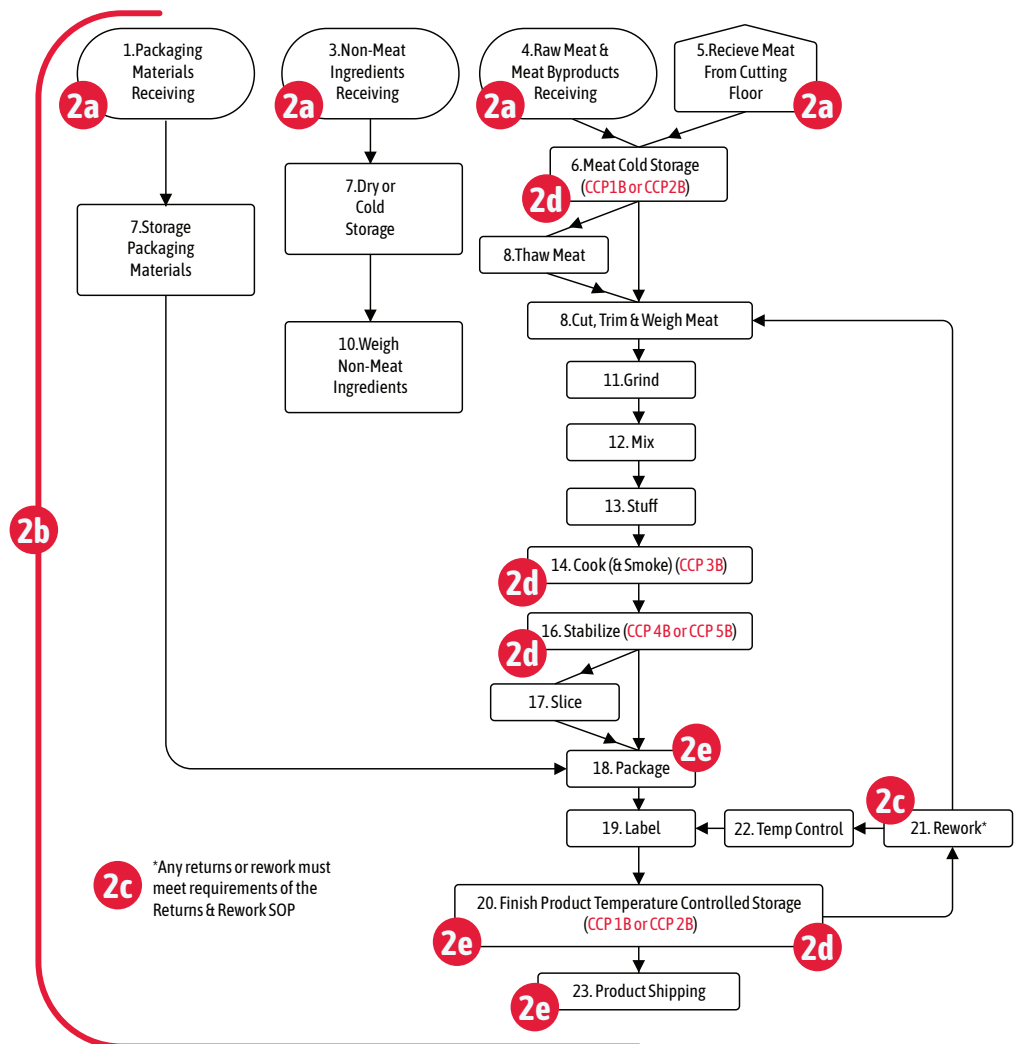 1.Packaging
Materials
Receiving
2a
3.Non-Meat
Ingredients
Receiving
2a
4.Raw Meat &
Meat Byproducts
Receiving
2a
5.Recieve Meat
From Cutting
Floor
2a
6.Meat Cold Storage
(CCP1B or CCP2B)
2d
7.Dry or
Cold
Storage
7.Storage
Packaging
Materials
8.Thaw Meat
8.Cut, Trim & Weigh Meat
10.Weigh
Non-Meat
Ingredients
11.Grind
12. Mix
13. Stuff
2b
14. Cook (& Smoke) (CCP 3B)
2d
16. Stabilize (CCP 4B or CCP 5B)
2d
17. Slice
18. Package
2e
19. Label
22. Temp Control
2c
21. Rework*
2c
*Any returns or rework must
meet requirements of the
Returns & Rework SOP
20. Finish Product Temperature Controlled Storage
(CCP 1B or CCP 2B)
2e
2d
23. Product Shipping
2e